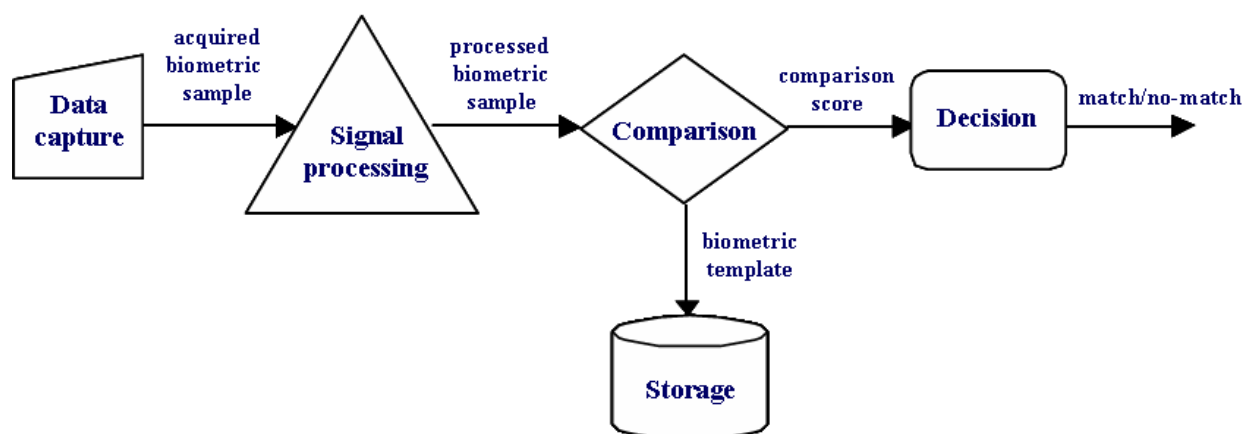 Data
capture
acquired
biometric
sample
Signal
processing
processed
biometric
sample
Comparison
comparison
score
Decision
match/no-match
biometric
template
Storage